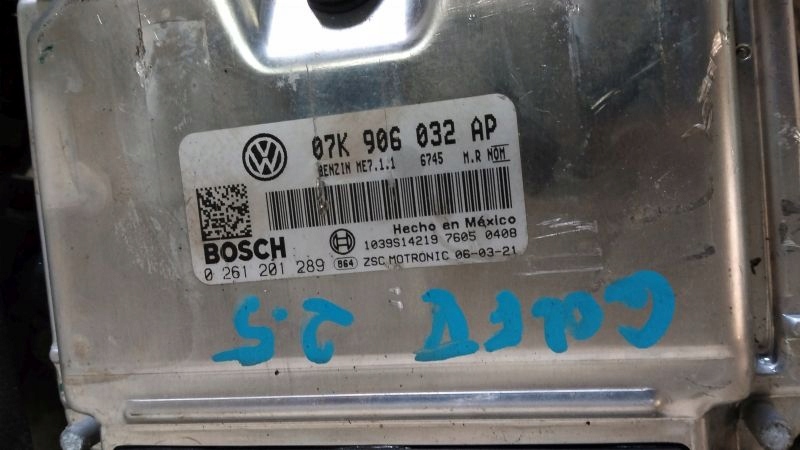 07K 906 032 AP
BENZIN ME7.1.1 6745 M.R NOM
BOSCH
Hecho en México
1039S14219 7605 0408
0 261 201 289 864 ZSC MOTRONIC 06-03-21
2.5